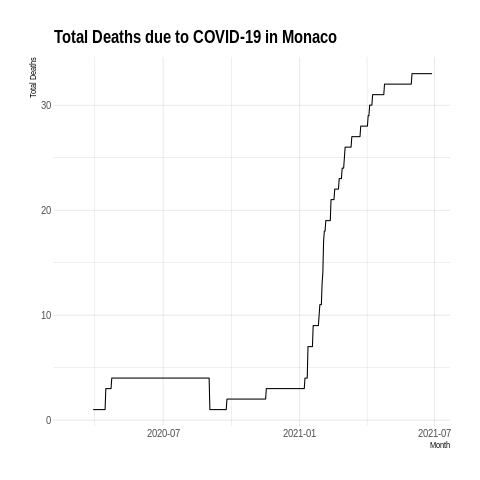 Total Deaths due to COVID-19 in Monaco
Total Deaths
30
20
10
0
2020-07
2021-01
2021-07
Month